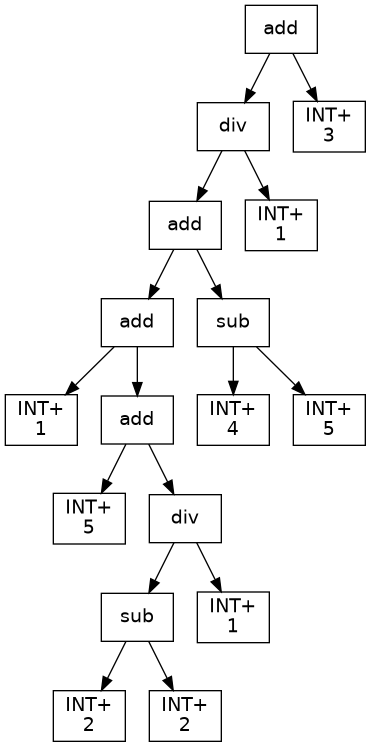 add
div
INT+
3
add
INT+
1
add
sub
INT+
1
add
INT+
4
INT+
5
INT+
5
div
sub
INT+
1
INT+
2
INT+
2